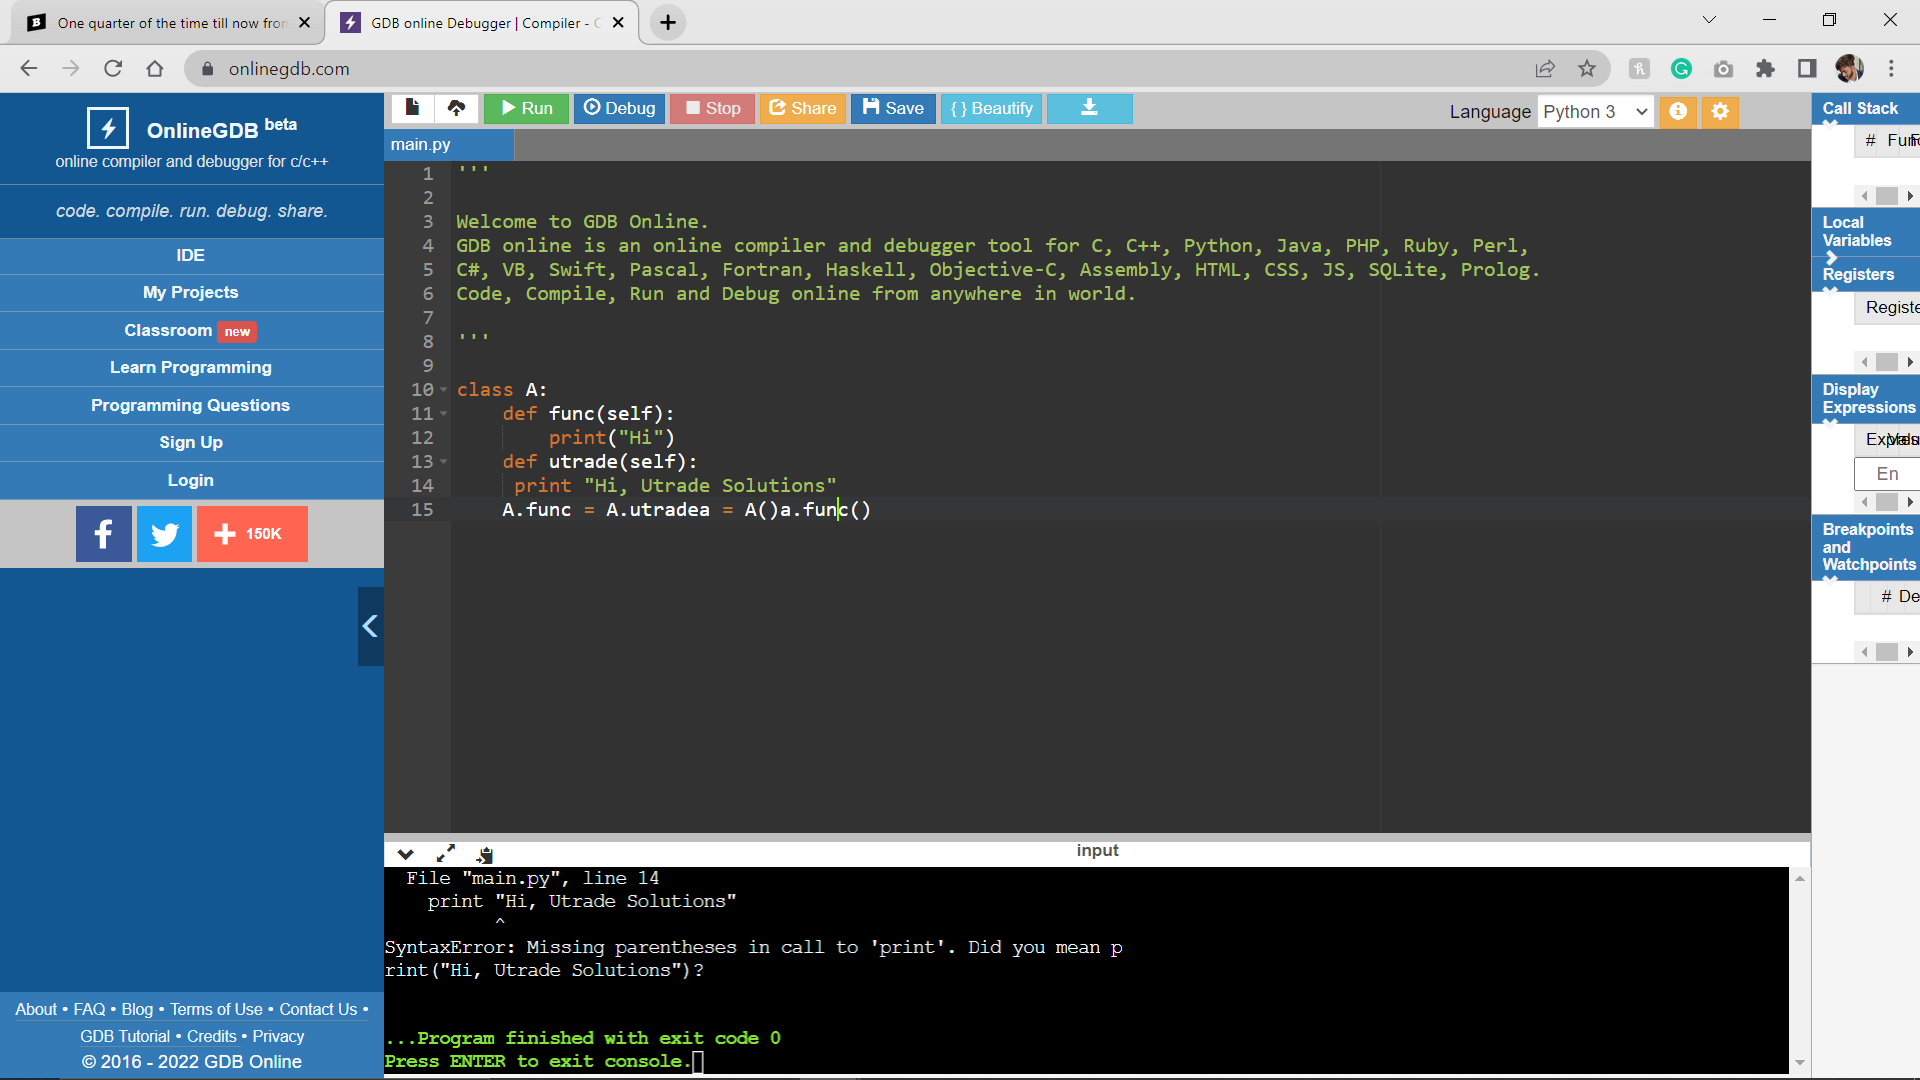 One quarter of the time till now fro
GDB online Debugger | Compiler - C
onlinegdb.com
OnlineGDB beta
online compiler and debugger for c/c++
code. compile. run. debug. share.
IDE
My Projects
Classroom new
Learn Programming
Programming Questions
Sign Up
Login
150K
About • FAQ • Blog • Terms of Use • Contact Us •
GDB Tutorial • Credits • Privacy
© 2016 - 2022 GDB Online
Run
Debug
Stop
Share
Save
{ } Beautify
Language Python 3
main.py
1 '''
2
3 Welcome to GDB Online.
4 GDB online is an online compiler and debugger tool for C, C++, Python, Java, PHP, Ruby, Perl,
5 C#, VB, Swift, Pascal, Fortran, Haskell, Objective-C, Assembly, HTML, CSS, JS, SQLite, Prolog.
6 Code, Compile, Run and Debug online from anywhere in world.
7
8 '''
9
10 class A:
11 def func(self):
12 print("Hi")
13 def utrade(self):
14 print "Hi, Utrade Solutions"
15 A.func = A.utradea = A()a.func()
input
File "main.py", line 14
print "Hi, Utrade Solutions"
^
SyntaxError: Missing parentheses in call to 'print'. Did you mean p
rint("Hi, Utrade Solutions")?
...Program finished with exit code 0
Press ENTER to exit console.
Call Stack
#
Local
Variables
Registers
Registe
Display
Expressions
En
Breakpoints
and
Watchpoints
# De